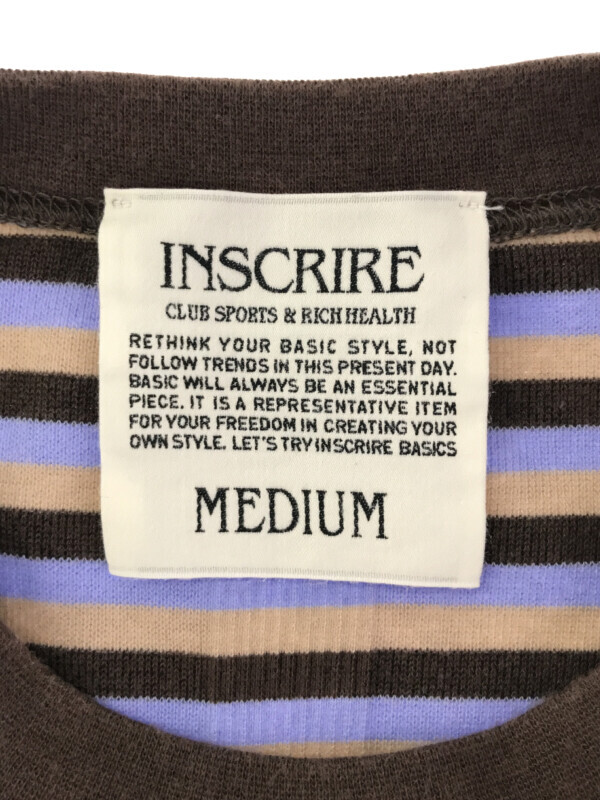 INSCRIRE
CLUB SPORTS & RICH HEALTH
RETHINK YOUR BASIC STYLE, NOT
FOLLOW TRENDS IN THIS PRESENT DAY.
BASIC WILL ALWAYS BE AN ESSENTIAL
PIECE. IT IS A REPRESENTATIVE ITEM
FOR YOUR FREEDOM IN CREATING YOUR
OWN STYLE. LET'S TRY INSCRIRE BASICS
MEDIUM